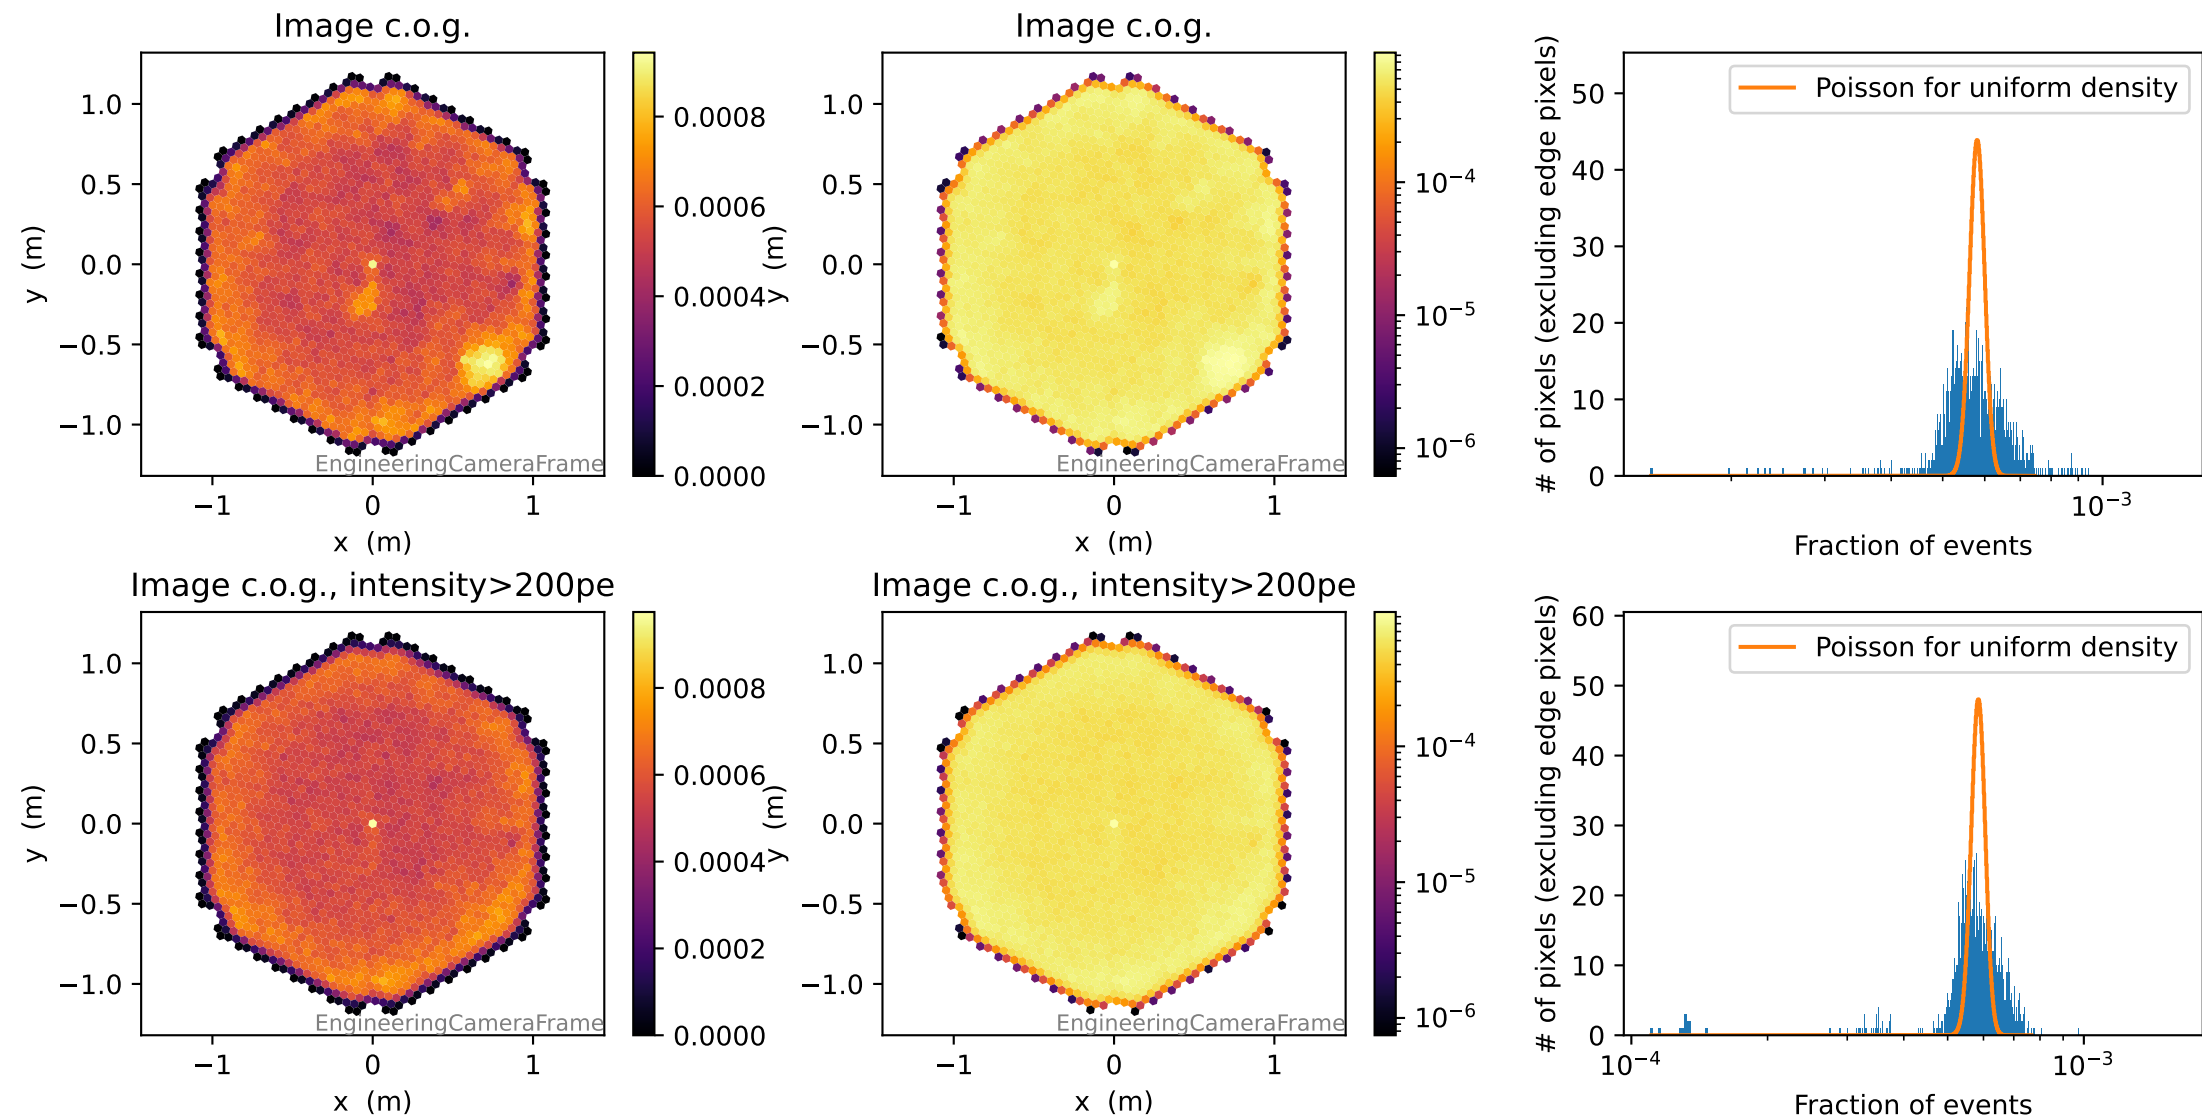 Image c.o.g.
y (m)
1.0
0.5
0.0
−0.5
−1.0
−1
0
1
x (m)
EngineeringCameraFrame
0.0008
0.0006
0.0004
0.0002
0.0000
Image c.o.g.
y (m)
1.0
0.5
0.0
−0.5
−1.0
−1
0
1
x (m)
EngineeringCameraFrame
10⁻⁴
10⁻⁵
10⁻⁶
# of pixels (excluding edge pixels)
50
40
30
20
10
0
Poisson for uniform density
10⁻³
Fraction of events
Image c.o.g., intensity>200pe
y (m)
1.0
0.5
0.0
−0.5
−1.0
−1
0
1
x (m)
EngineeringCameraFrame
0.0008
0.0006
0.0004
0.0002
0.0000
Image c.o.g., intensity>200pe
y (m)
1.0
0.5
0.0
−0.5
−1.0
−1
0
1
x (m)
EngineeringCameraFrame
10⁻⁴
10⁻⁵
10⁻⁶
# of pixels (excluding edge pixels)
60
50
40
30
20
10
0
Poisson for uniform density
10⁻⁴
10⁻³
Fraction of events